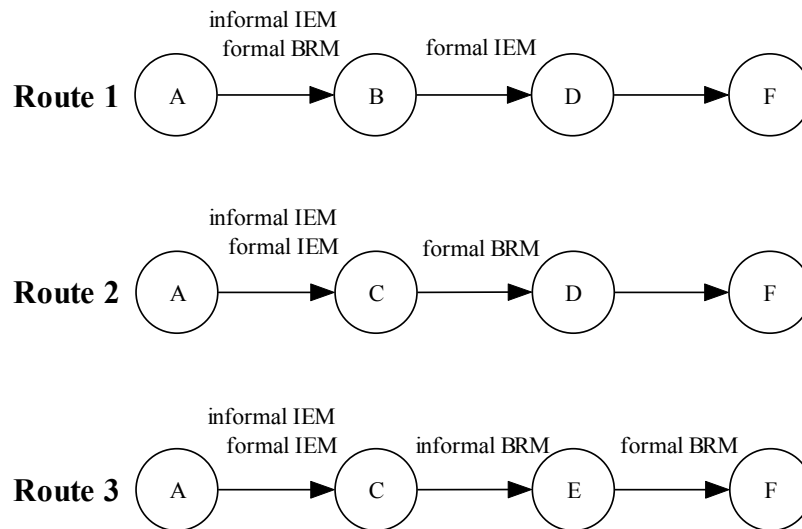 informal IEM
formal BRM
formal IEM
Route 1
A
B
D
F
informal IEM
formal IEM
formal BRM
Route 2
A
C
D
F
informal IEM
formal IEM
informal BRM
formal BRM
Route 3
A
C
E
F